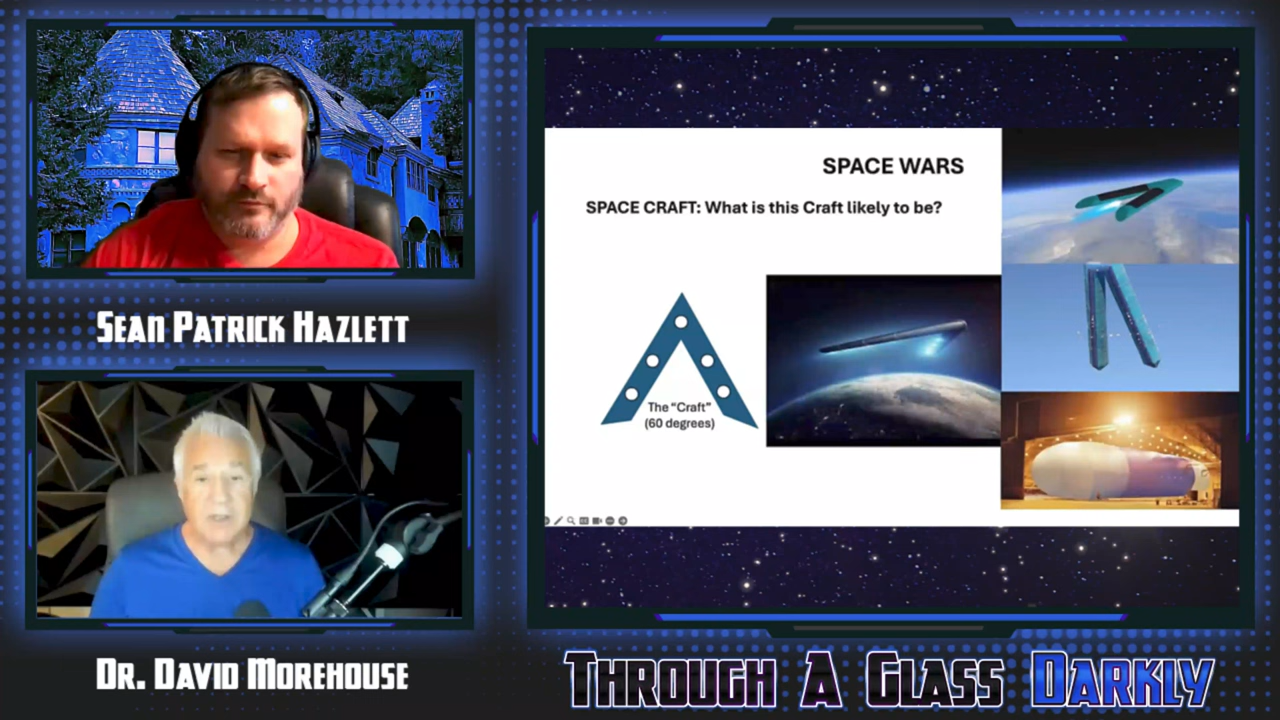 SEAN PATRICK HAZLETT
DR. DAVID MOREHOUSE
SPACE WARS
SPACE CRAFT: What is this Craft likely to be?
The “Craft”
(60 degrees)
THROUGH A GLASS DARKLY